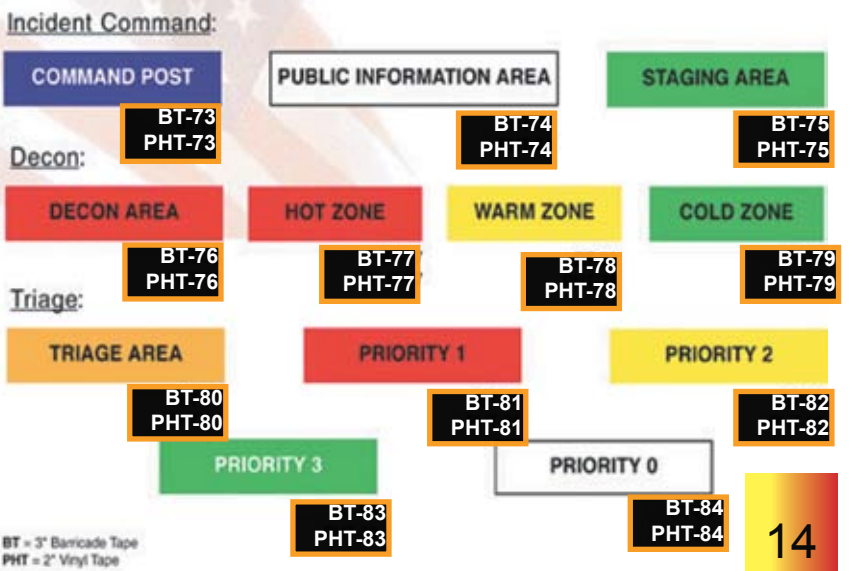 Incident Command:
COMMAND POST
PUBLIC INFORMATION AREA
STAGING AREA
BT-73
PHT-73
BT-74
PHT-74
BT-75
PHT-75
Decon:
DECON AREA
HOT ZONE
WARM ZONE
COLD ZONE
BT-76
PHT-76
BT-77
PHT-77
BT-78
PHT-78
BT-79
PHT-79
Triage:
TRIAGE AREA
PRIORITY 1
PRIORITY 2
BT-80
PHT-80
BT-81
PHT-81
BT-82
PHT-82
PRIORITY 3
PRIORITY 0
BT-83
PHT-83
BT-84
PHT-84
BT = 3" Barricade Tape
PHT = 2" Vinyl Tape
14